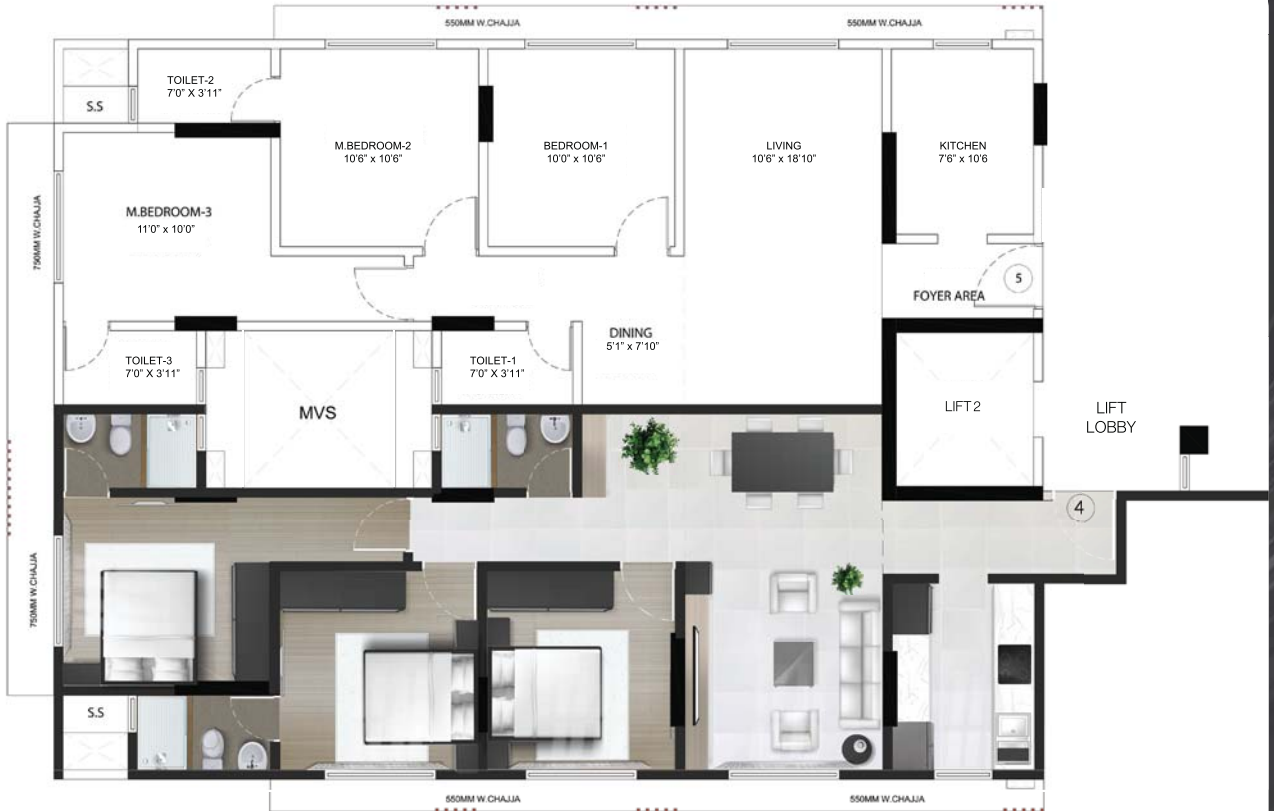 550MM W.CHAJJA
550MM W.CHAJJA
TOILET-2
7'0" X 3'11"
S.S
M.BEDROOM-2
10'6" x 10'6"
BEDROOM-1
10'0" x 10'6"
LIVING
10'6" x 18'10"
KITCHEN
7'6" x 10'6
M.BEDROOM-3
11'0" x 10'0"
750MM W.CHAJJA
5
FOYER AREA
DINING
5'1" x 7'10"
TOILET-3
7'0" X 3'11"
MVS
TOILET-1
7'0" X 3'11"
LIFT 2
LIFT
LOBBY
4
750MM W.CHAJJA
S.S
550MM W.CHAJJA
550MM W.CHAJJA